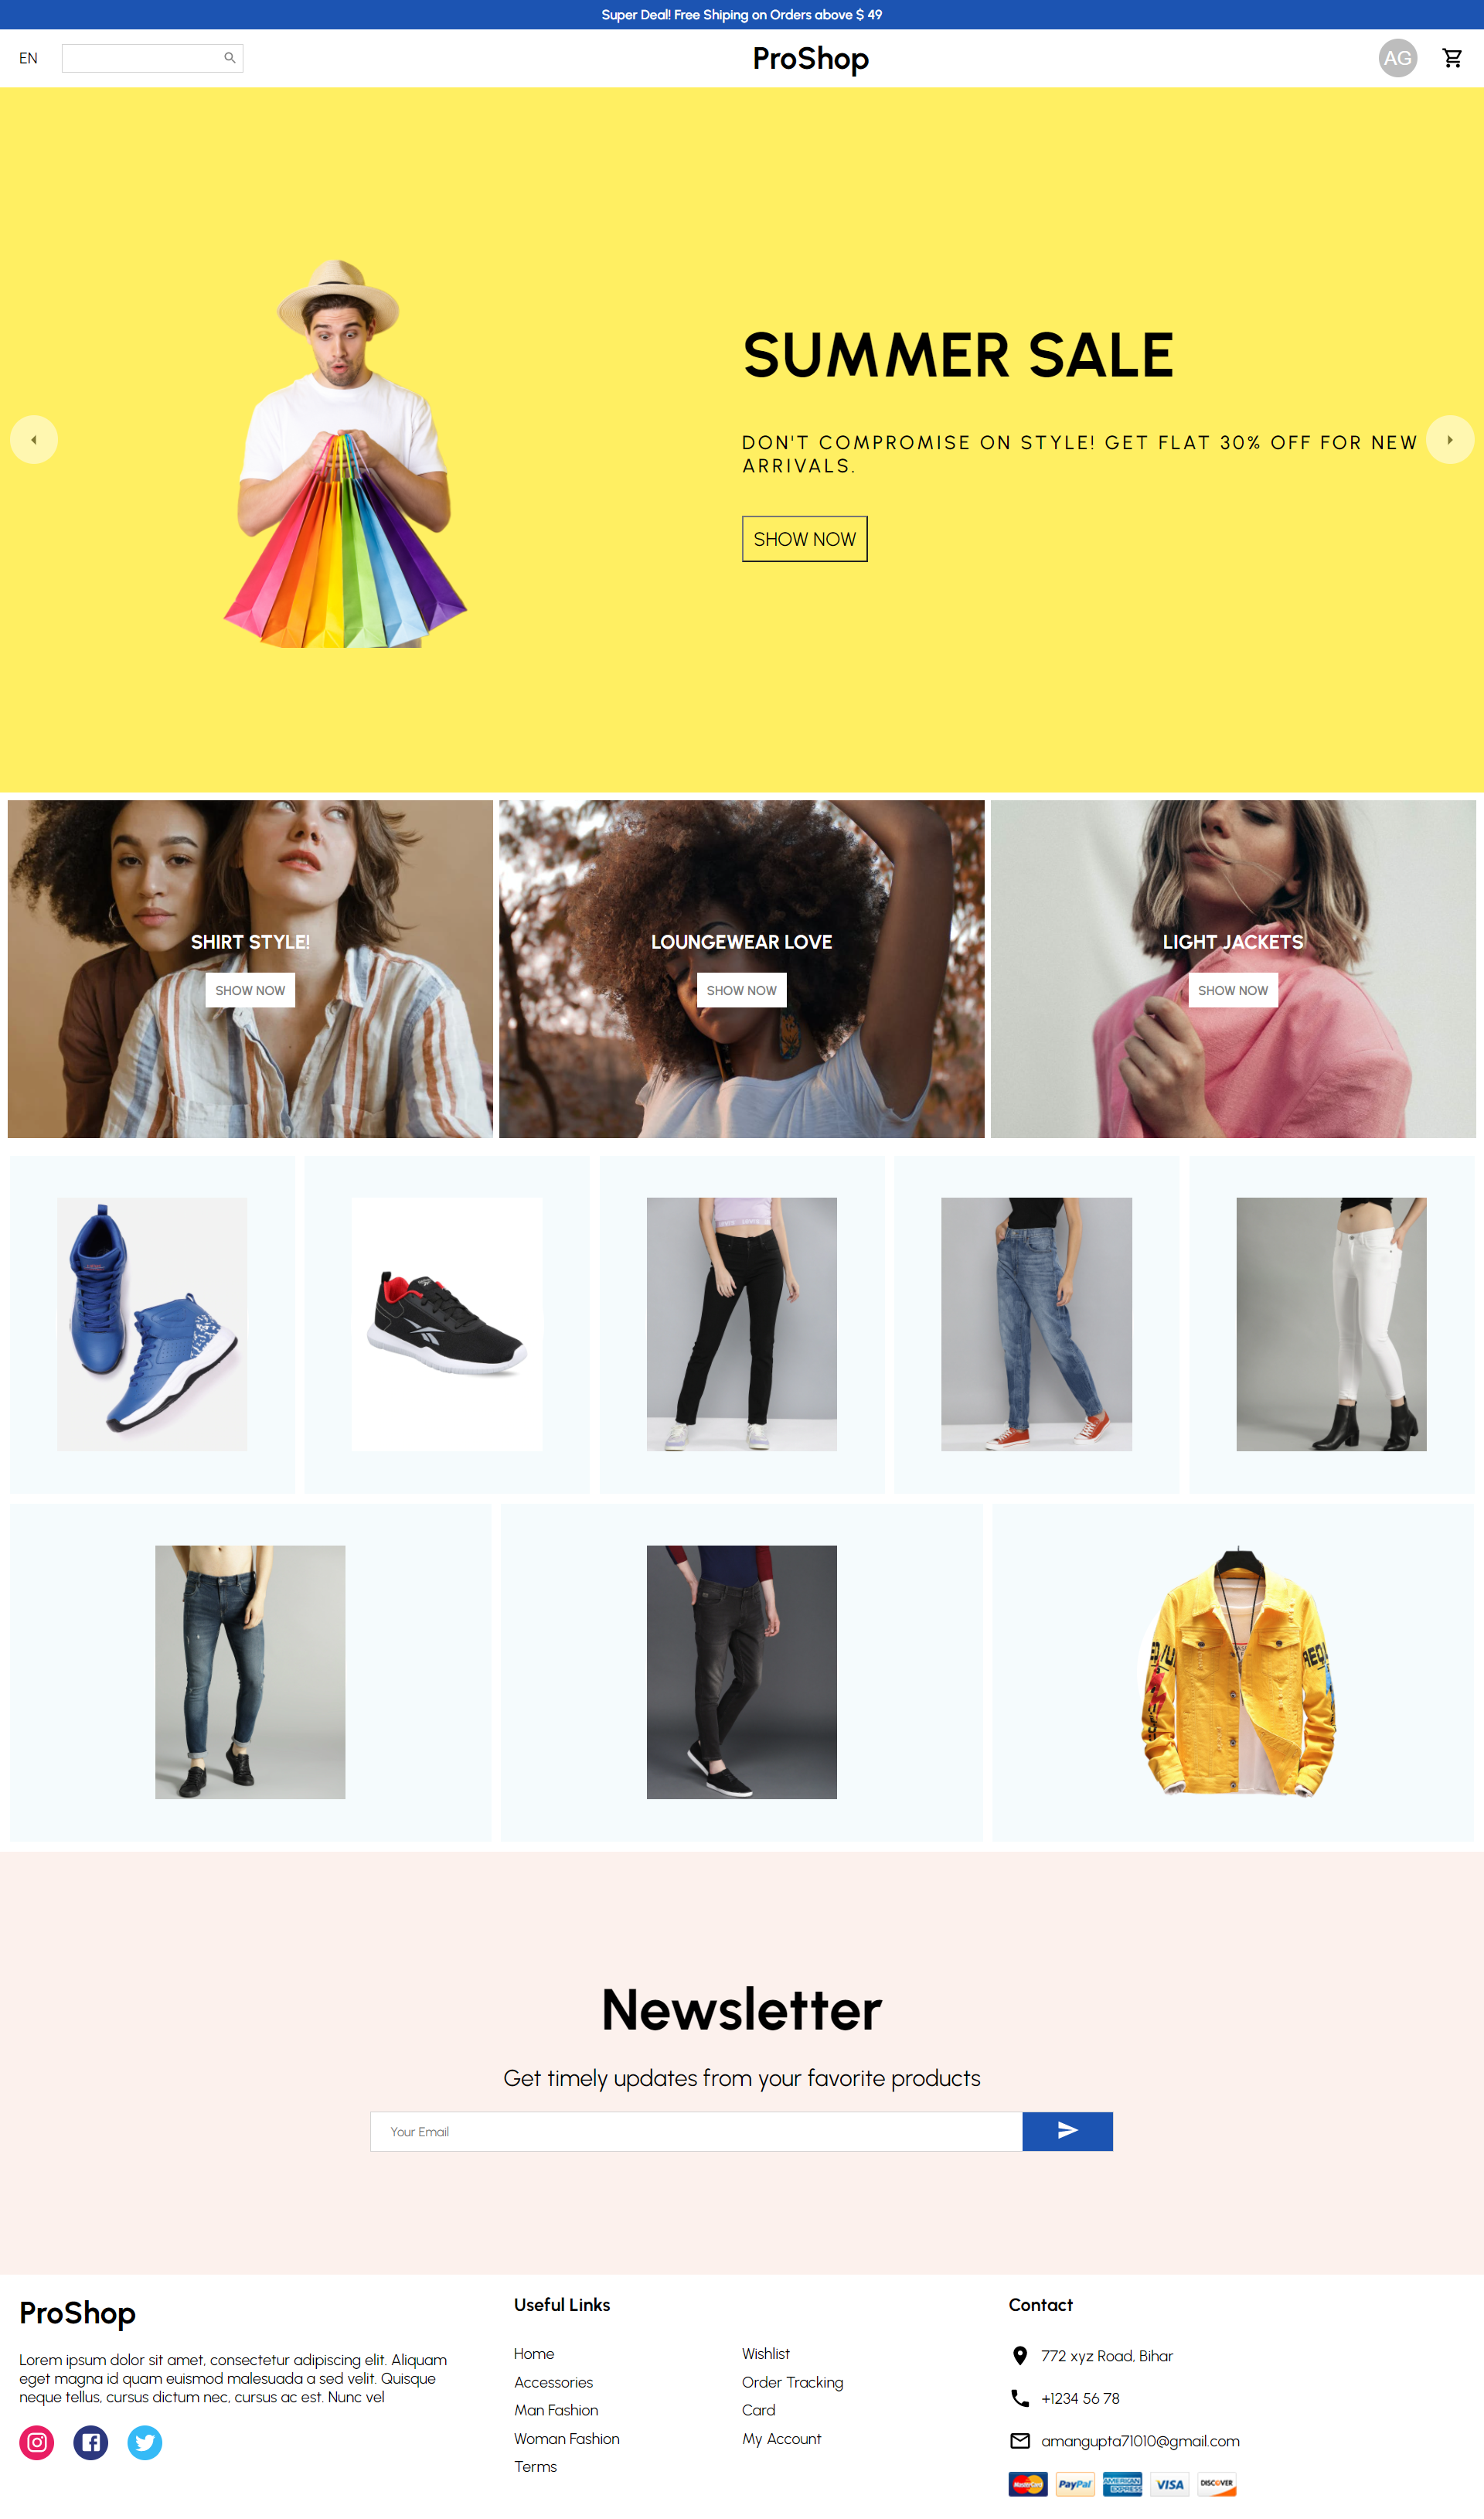 Super Deal! Free Shiping on Orders above $ 49
EN
ProShop
AG
SUMMER SALE
DON'T COMPROMISE ON STYLE! GET FLAT 30% OFF FOR NEW
ARRIVALS.
SHOW NOW
SHIRT STYLE!
SHOW NOW
LOUNGEWEAR LOVE
SHOW NOW
LIGHT JACKETS
SHOW NOW
Newsletter
Get timely updates from your favorite products
Your Email
ProShop
Lorem ipsum dolor sit amet, consectetur adipiscing elit. Aliquam
eget magna id quam euismod malesuada a sed velit. Quisque
neque tellus, cursus dictum nec, cursus ac est. Nunc vel
Useful Links
Home
Wishlist
Accessories
Order Tracking
Man Fashion
Card
Woman Fashion
My Account
Terms
Contact
772 xyz Road, Bihar
+1234 56 78
amangupta71010@gmail.com
MasterCard
PayPal
AMERICAN EXPRESS
VISA
DISCOVER